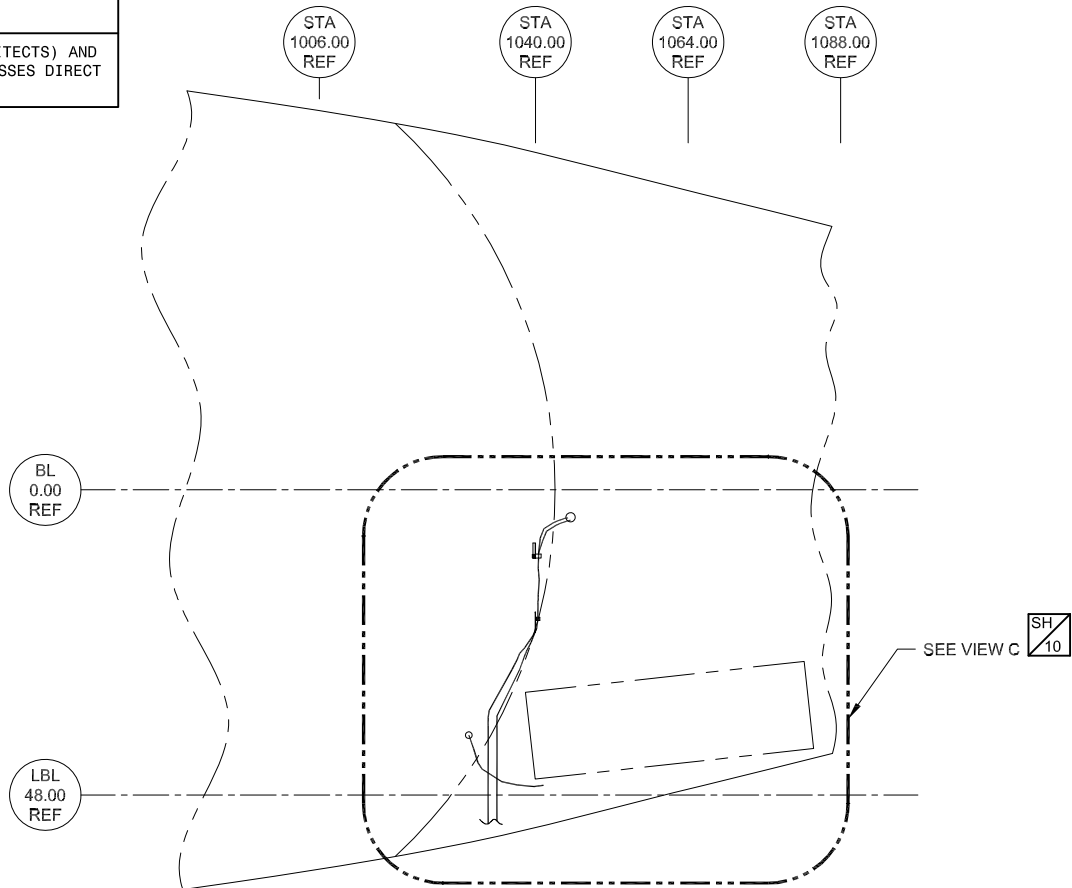 TECTS) AND
SSES DIRECT
STA
1006.00
REF
STA
1040.00
REF
STA
1064.00
REF
STA
1088.00
REF
BL
0.00
REF
SEE VIEW C
SH
10
LBL
48.00
REF